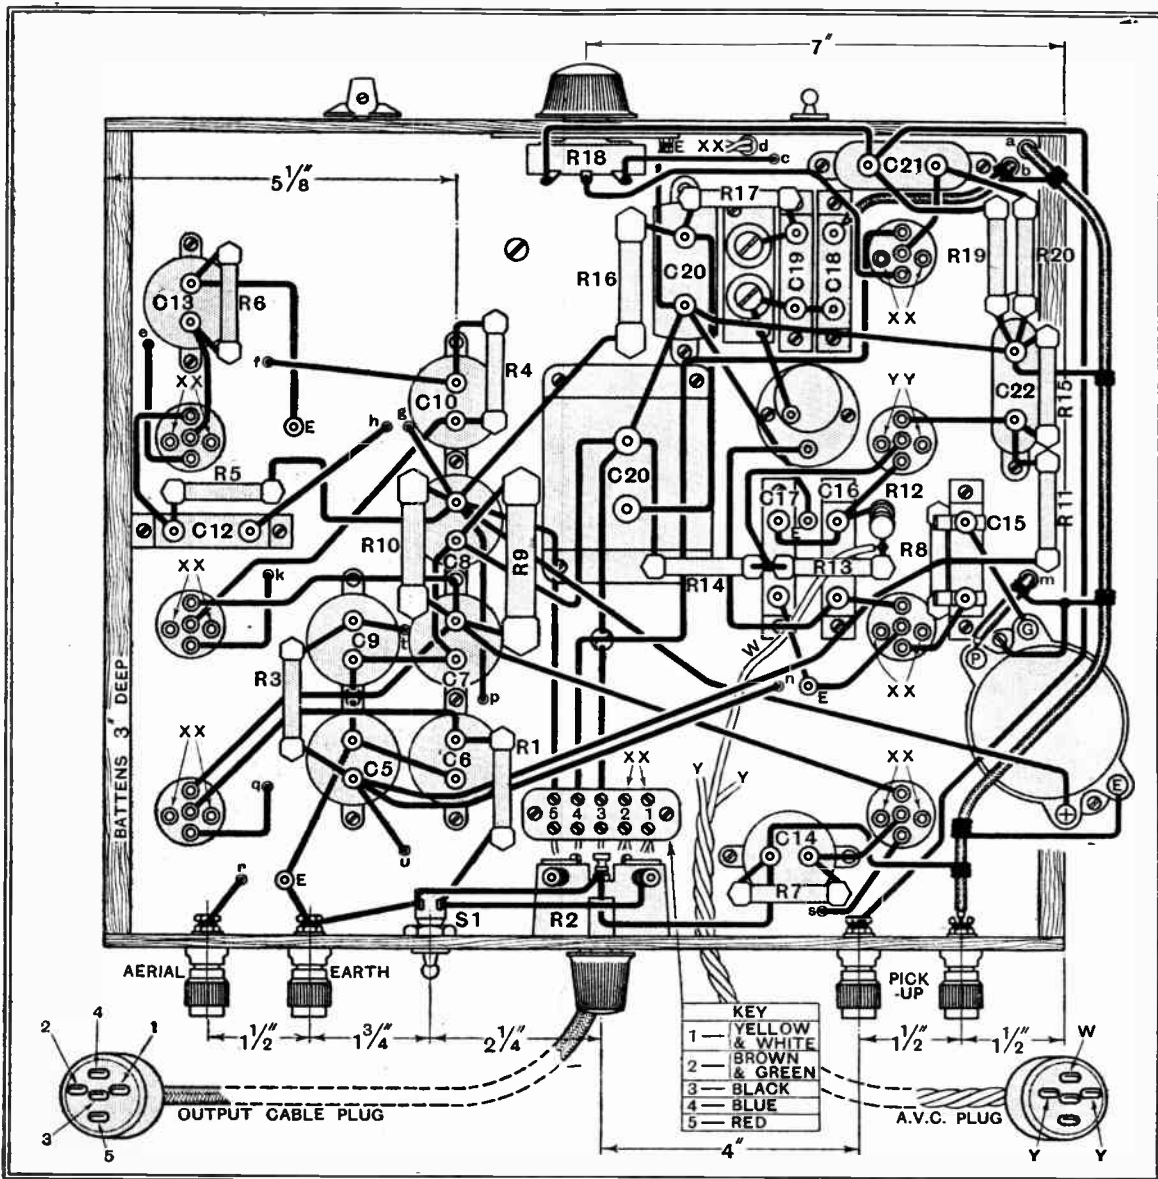 7"
R18
E
XX
d
c
C21
a
b
5 1/8"
R17
R16
C20
C19
C18
R19
R20
XX
C13
R6
e
f
R4
C10
C22
R15
XX
YY
E
h
g
C20
R5
C12
C17
C16
R12
R11
E
C15
R10
C8
R9
R8
R14
R13
XX
k
m
C9
t
W
G
P
R3
C7
n
E
XX
p
BATTENS 3" DEEP
XX
R1
C5
C6
XX
Y
Y
XX
q
5
4
3
2
1
E
C14
+
u
r
E
R7
S1
R2
s
AERIAL
EARTH
PICK
-UP
KEY
1 — YELLOW
& WHITE
2 — BROWN
& GREEN
3 — BLACK
4 — BLUE
5 — RED
1 1/2"
1 3/4"
2 1/4"
1 1/2"
1 1/2"
4
2
1
3
5
OUTPUT CABLE PLUG
A.V.C. PLUG
W
Y
Y
4"